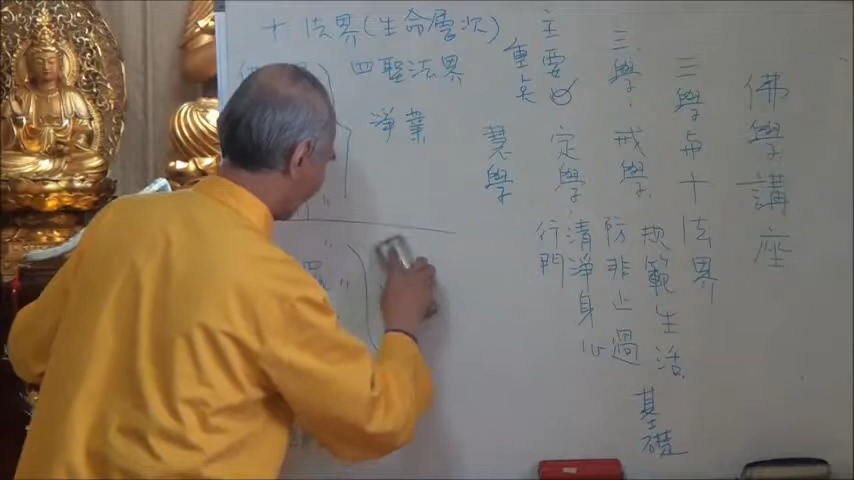 佛學講座
三學與十法界
三學
戒學
規範生活基礎
防非止過
定學
清淨身心
慧學
行門
主要
重點
十法界(生命層次)
四聖法界
淨業
四